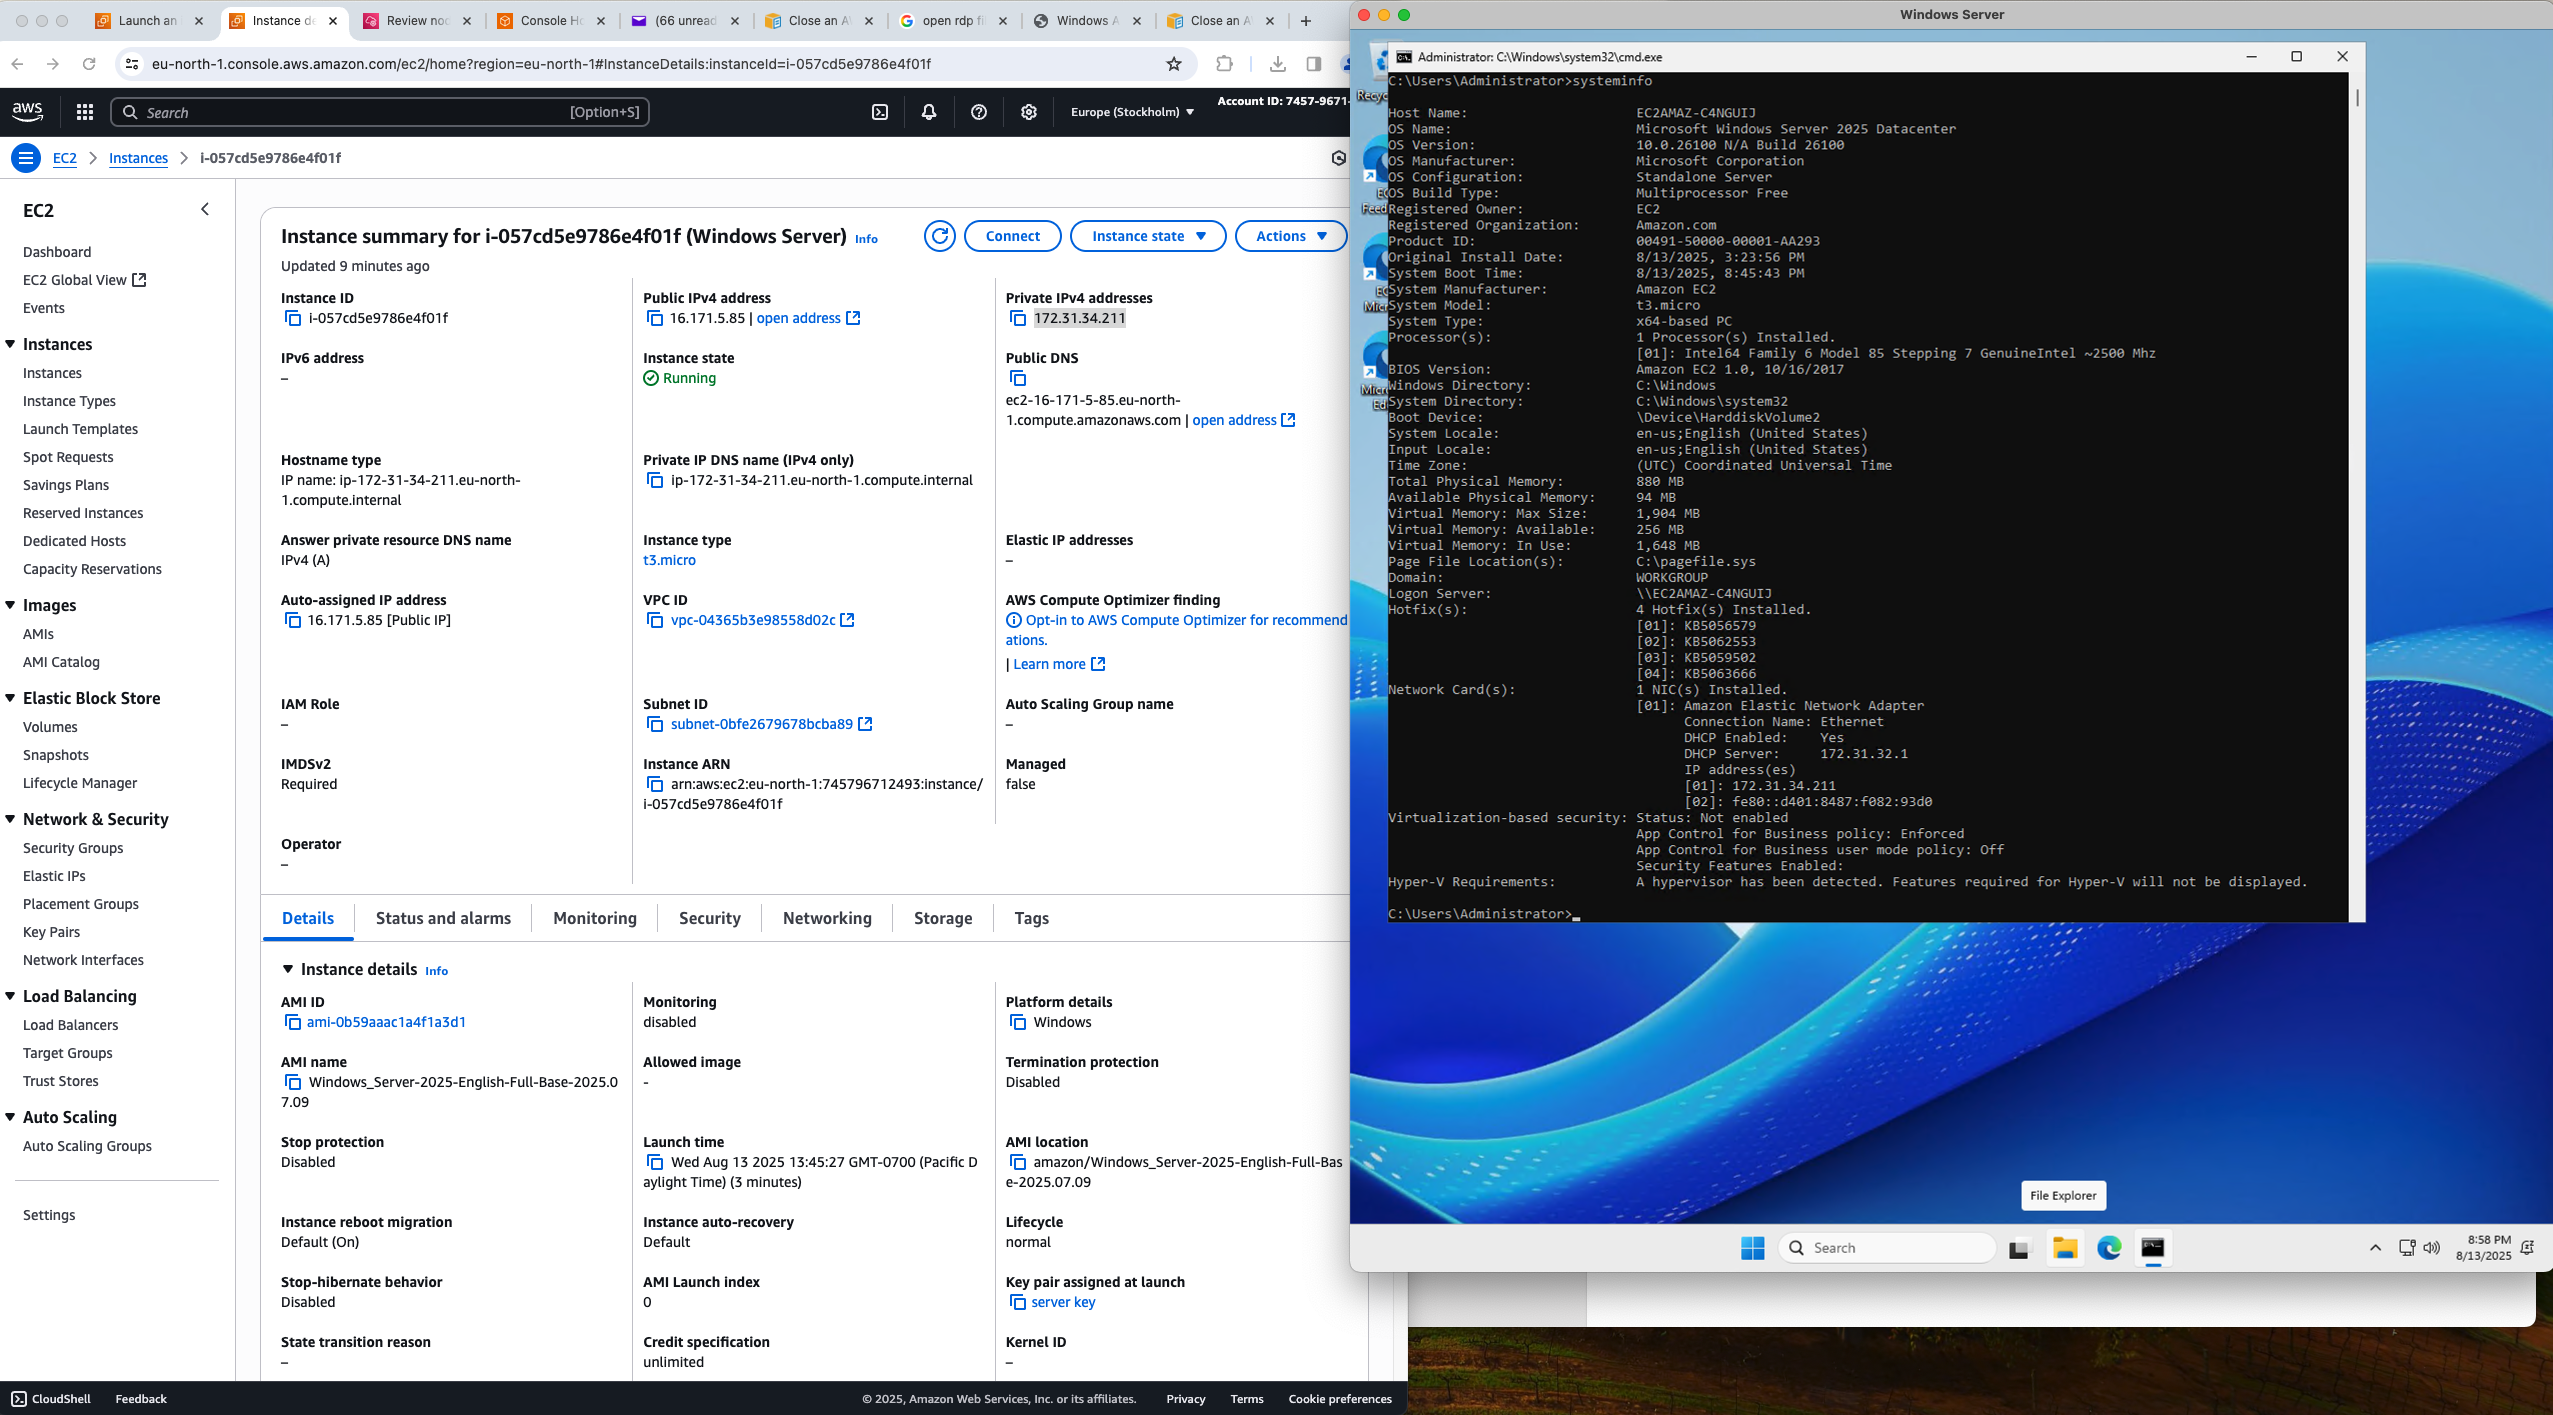 Launch an
Instance de
Review nod
Console Ho
(66 unread
Close an A
open rdp fi
Windows A
Close an A
eu-north-1.console.aws.amazon.com/ec2/home?region=eu-north-1#InstanceDetails:instanceId=i-057cd5e9786e4f01f
aws
Search
[Option+S]
Europe (Stockholm)
Account ID: 7457-9671-
EC2
Instances
i-057cd5e9786e4f01f
EC2
Dashboard
EC2 Global View
Events
Instances
Instances
Instance Types
Launch Templates
Spot Requests
Savings Plans
Reserved Instances
Dedicated Hosts
Capacity Reservations
Images
AMIs
AMI Catalog
Elastic Block Store
Volumes
Snapshots
Lifecycle Manager
Network & Security
Security Groups
Elastic IPs
Placement Groups
Key Pairs
Network Interfaces
Load Balancing
Load Balancers
Target Groups
Trust Stores
Auto Scaling
Auto Scaling Groups
Settings
Instance summary for i-057cd5e9786e4f01f (Windows Server) Info
Connect
Instance state
Actions
Updated 9 minutes ago
Instance ID
i-057cd5e9786e4f01f
Public IPv4 address
16.171.5.85 | open address
Private IPv4 addresses
172.31.34.211
IPv6 address
–
Instance state
Running
Public DNS
ec2-16-171-5-85.eu-north-
1.compute.amazonaws.com | open address
Hostname type
IP name: ip-172-31-34-211.eu-north-
1.compute.internal
Private IP DNS name (IPv4 only)
ip-172-31-34-211.eu-north-1.compute.internal
Answer private resource DNS name
IPv4 (A)
Instance type
t3.micro
Elastic IP addresses
–
Auto-assigned IP address
16.171.5.85 [Public IP]
VPC ID
vpc-04365b3e98558d02c
AWS Compute Optimizer finding
Opt-in to AWS Compute Optimizer for recommend
ations.
| Learn more
IAM Role
–
Subnet ID
subnet-0bfe2679678bcba89
Auto Scaling Group name
–
IMDSv2
Required
Instance ARN
arn:aws:ec2:eu-north-1:745796712493:instance/
i-057cd5e9786e4f01f
Managed
false
Operator
–
Details
Status and alarms
Monitoring
Security
Networking
Storage
Tags
Instance details Info
AMI ID
ami-0b59aaac1a4f1a3d1
Monitoring
disabled
Platform details
Windows
AMI name
Windows_Server-2025-English-Full-Base-2025.0
7.09
Allowed image
-
Termination protection
Disabled
Stop protection
Disabled
Launch time
Wed Aug 13 2025 13:45:27 GMT-0700 (Pacific D
aylight Time) (3 minutes)
AMI location
amazon/Windows_Server-2025-English-Full-Bas
e-2025.07.09
Instance reboot migration
Default (On)
Instance auto-recovery
Default
Lifecycle
normal
Stop-hibernate behavior
Disabled
AMI Launch index
0
Key pair assigned at launch
server key
State transition reason
–
Credit specification
unlimited
Kernel ID
–
CloudShell
Feedback
© 2025, Amazon Web Services, Inc. or its affiliates.
Privacy
Terms
Cookie preferences
Windows Server
Administrator: C:\Windows\system32\cmd.exe
C:\Users\Administrator>systeminfo
Host Name: EC2AMAZ-C4NGUIJ
OS Name: Microsoft Windows Server 2025 Datacenter
OS Version: 10.0.26100 N/A Build 26100
OS Manufacturer: Microsoft Corporation
OS Configuration: Standalone Server
OS Build Type: Multiprocessor Free
Registered Owner: EC2
Registered Organization: Amazon.com
Product ID: 00491-50000-00001-AA293
Original Install Date: 8/13/2025, 3:23:56 PM
System Boot Time: 8/13/2025, 8:45:43 PM
System Manufacturer: Amazon EC2
System Model: t3.micro
System Type: x64-based PC
Processor(s): 1 Processor(s) Installed.
[01]: Intel64 Family 6 Model 85 Stepping 7 GenuineIntel ~2500 Mhz
BIOS Version: Amazon EC2 1.0, 10/16/2017
Windows Directory: C:\Windows
System Directory: C:\Windows\system32
Boot Device: \Device\HarddiskVolume2
System Locale: en-us;English (United States)
Input Locale: en-us;English (United States)
Time Zone: (UTC) Coordinated Universal Time
Total Physical Memory: 880 MB
Available Physical Memory: 94 MB
Virtual Memory: Max Size: 1,904 MB
Virtual Memory: Available: 256 MB
Virtual Memory: In Use: 1,648 MB
Page File Location(s): C:\pagefile.sys
Domain: WORKGROUP
Logon Server: \\EC2AMAZ-C4NGUIJ
Hotfix(s): 4 Hotfix(s) Installed.
[01]: KB5056579
[02]: KB5062553
[03]: KB5059502
[04]: KB5063666
Network Card(s): 1 NIC(s) Installed.
[01]: Amazon Elastic Network Adapter
Connection Name: Ethernet
DHCP Enabled: Yes
DHCP Server: 172.31.32.1
IP address(es)
[01]: 172.31.34.211
[02]: fe80::d401:8487:f082:93d0
Virtualization-based security: Status: Not enabled
App Control for Business policy: Enforced
App Control for Business user mode policy: Off
Security Features Enabled:
Hyper-V Requirements: A hypervisor has been detected. Features required for Hyper-V will not be displayed.
C:\Users\Administrator>
File Explorer
Search
8:58 PM
8/13/2025